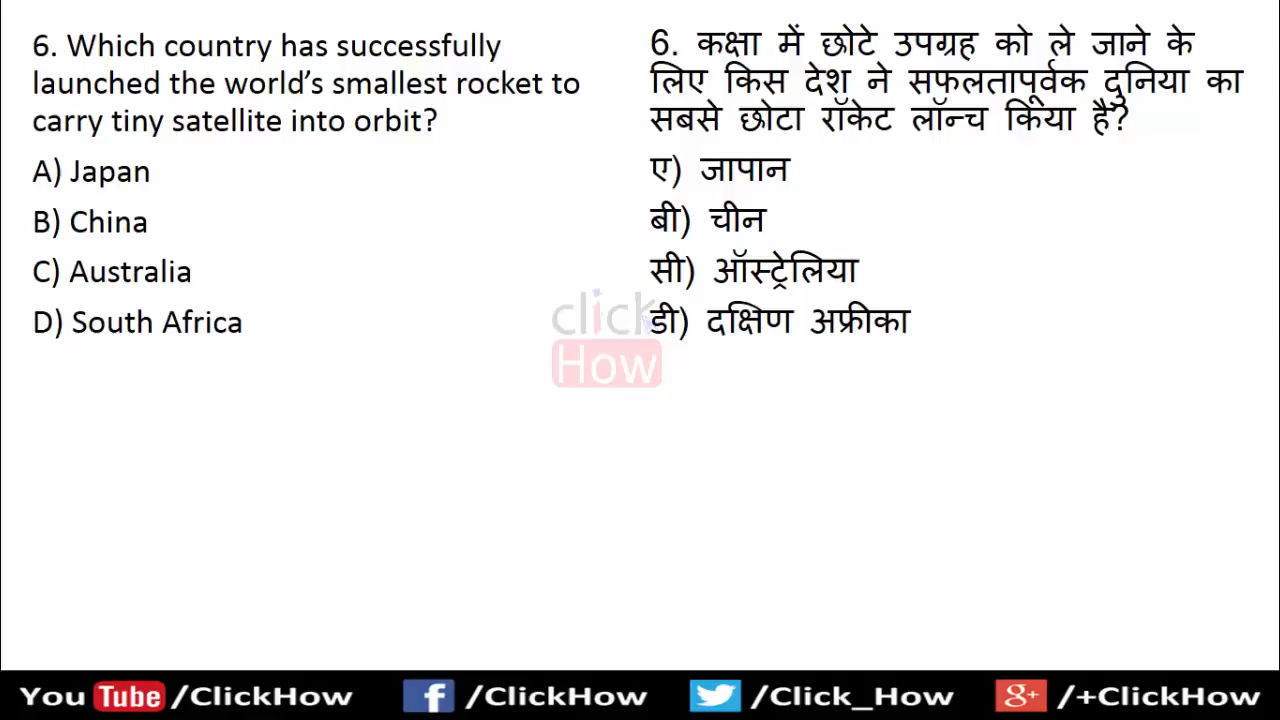 6. Which country has successfully
launched the world's smallest rocket to
carry tiny satellite into orbit?
A) Japan
B) China
C) Australia
D) South Africa
6. कक्षा में छोटे उपग्रह को ले जाने के
लिए किस देश ने सफलतापूर्वक दुनिया का
सबसे छोटा रॉकेट लॉन्च किया है?
ए) जापान
बी) चीन
सी) ऑस्ट्रेलिया
डी) दक्षिण अफ्रीका
click
How
You Tube /ClickHow f /ClickHow /Click_How g+ /+ClickHow